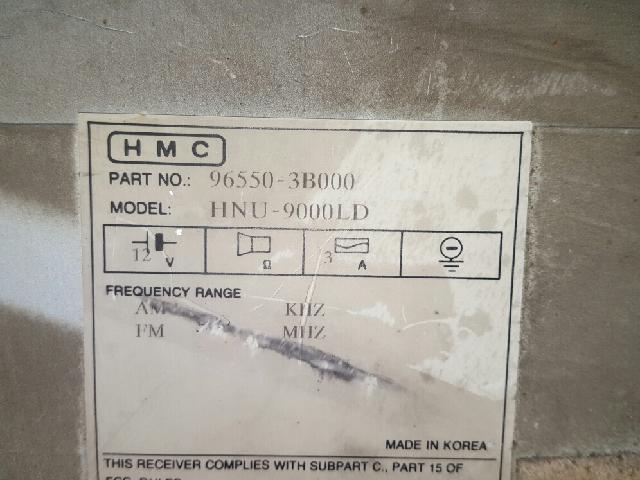 HMC
PART NO.: 96550-3B000
MODEL: HNU-9000LD
12 V Ω 3 A
FREQUENCY RANGE
AM KHZ
FM MHZ
MADE IN KOREA
THIS RECEIVER COMPLIES WITH SUBPART C., PART 15 OF